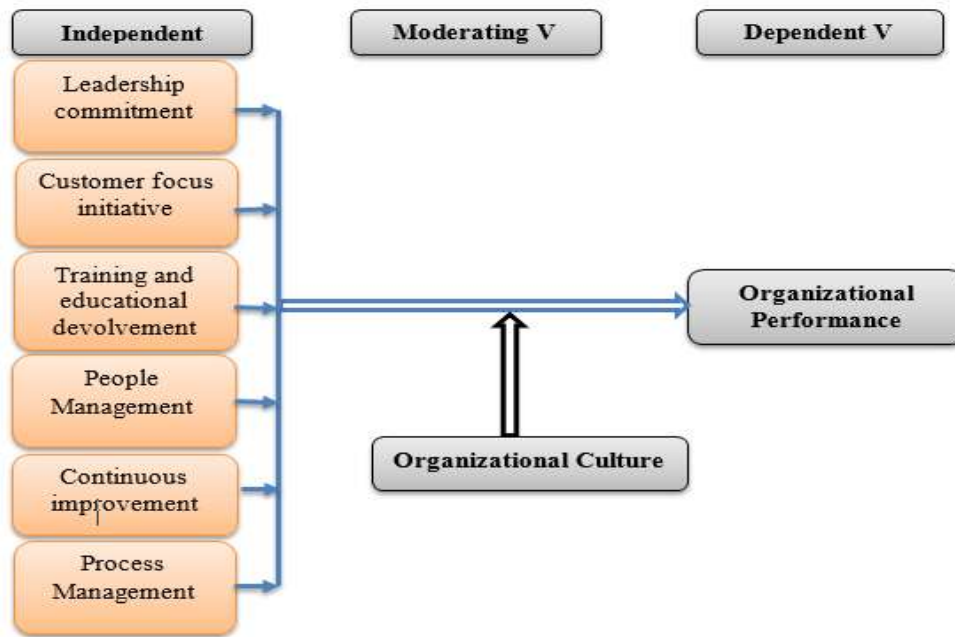 Independent
Moderating V
Dependent V
Leadership
commitment
Customer focus
initiative
Training and
educational
devolvement
People
Management
Continuous
improvement
Process
Management
Organizational
Performance
Organizational Culture